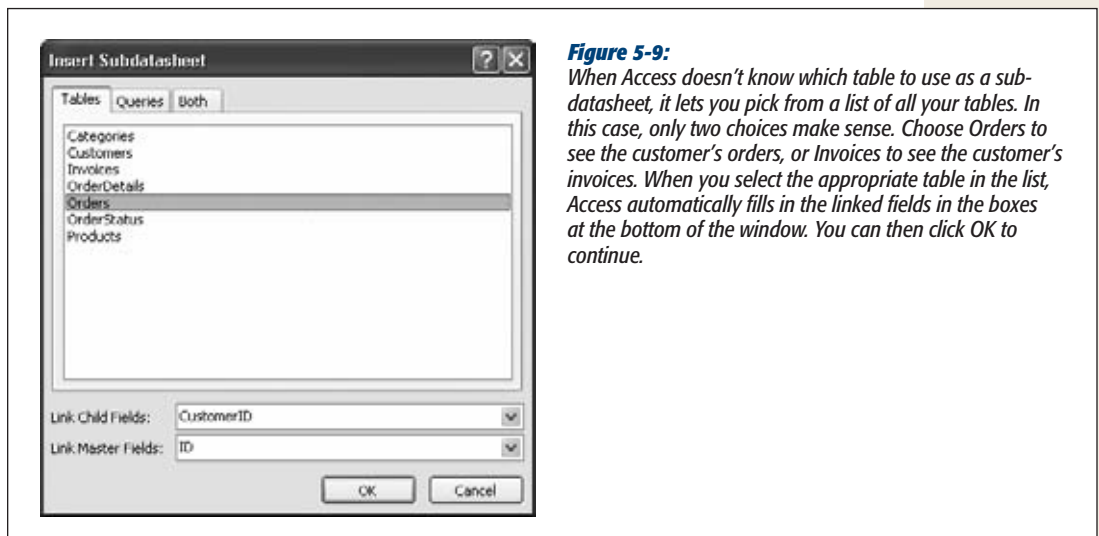 Insert Subdatasheet
Tables Queries Both
Categories
Customers
Invoices
OrderDetails
Orders
OrderStatus
Products
Link Child Fields: CustomerID
Link Master Fields: ID
OK Cancel
Figure 5-9:
When Access doesn't know which table to use as a sub-
datasheet, it lets you pick from a list of all your tables. In
this case, only two choices make sense. Choose Orders to
see the customer's orders, or Invoices to see the customer's
invoices. When you select the appropriate table in the list,
Access automatically fills in the linked fields in the boxes
at the bottom of the window. You can then click OK to
continue.